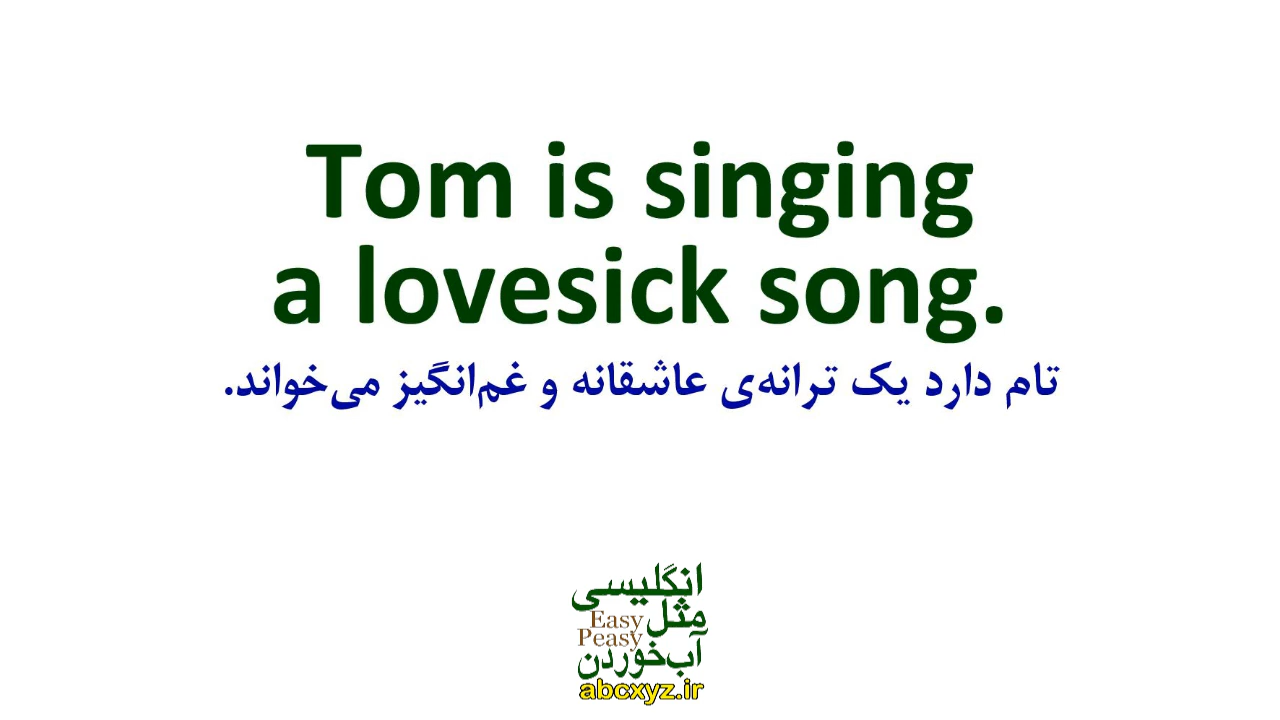 Tom is singing
a lovesick song.
تام دارد یک ترانه‌ی عاشقانه و غم‌انگیز می‌خواند.
انگلیسی
مثل Easy
Peasy
آب‌خوردن
abcxyz.ir